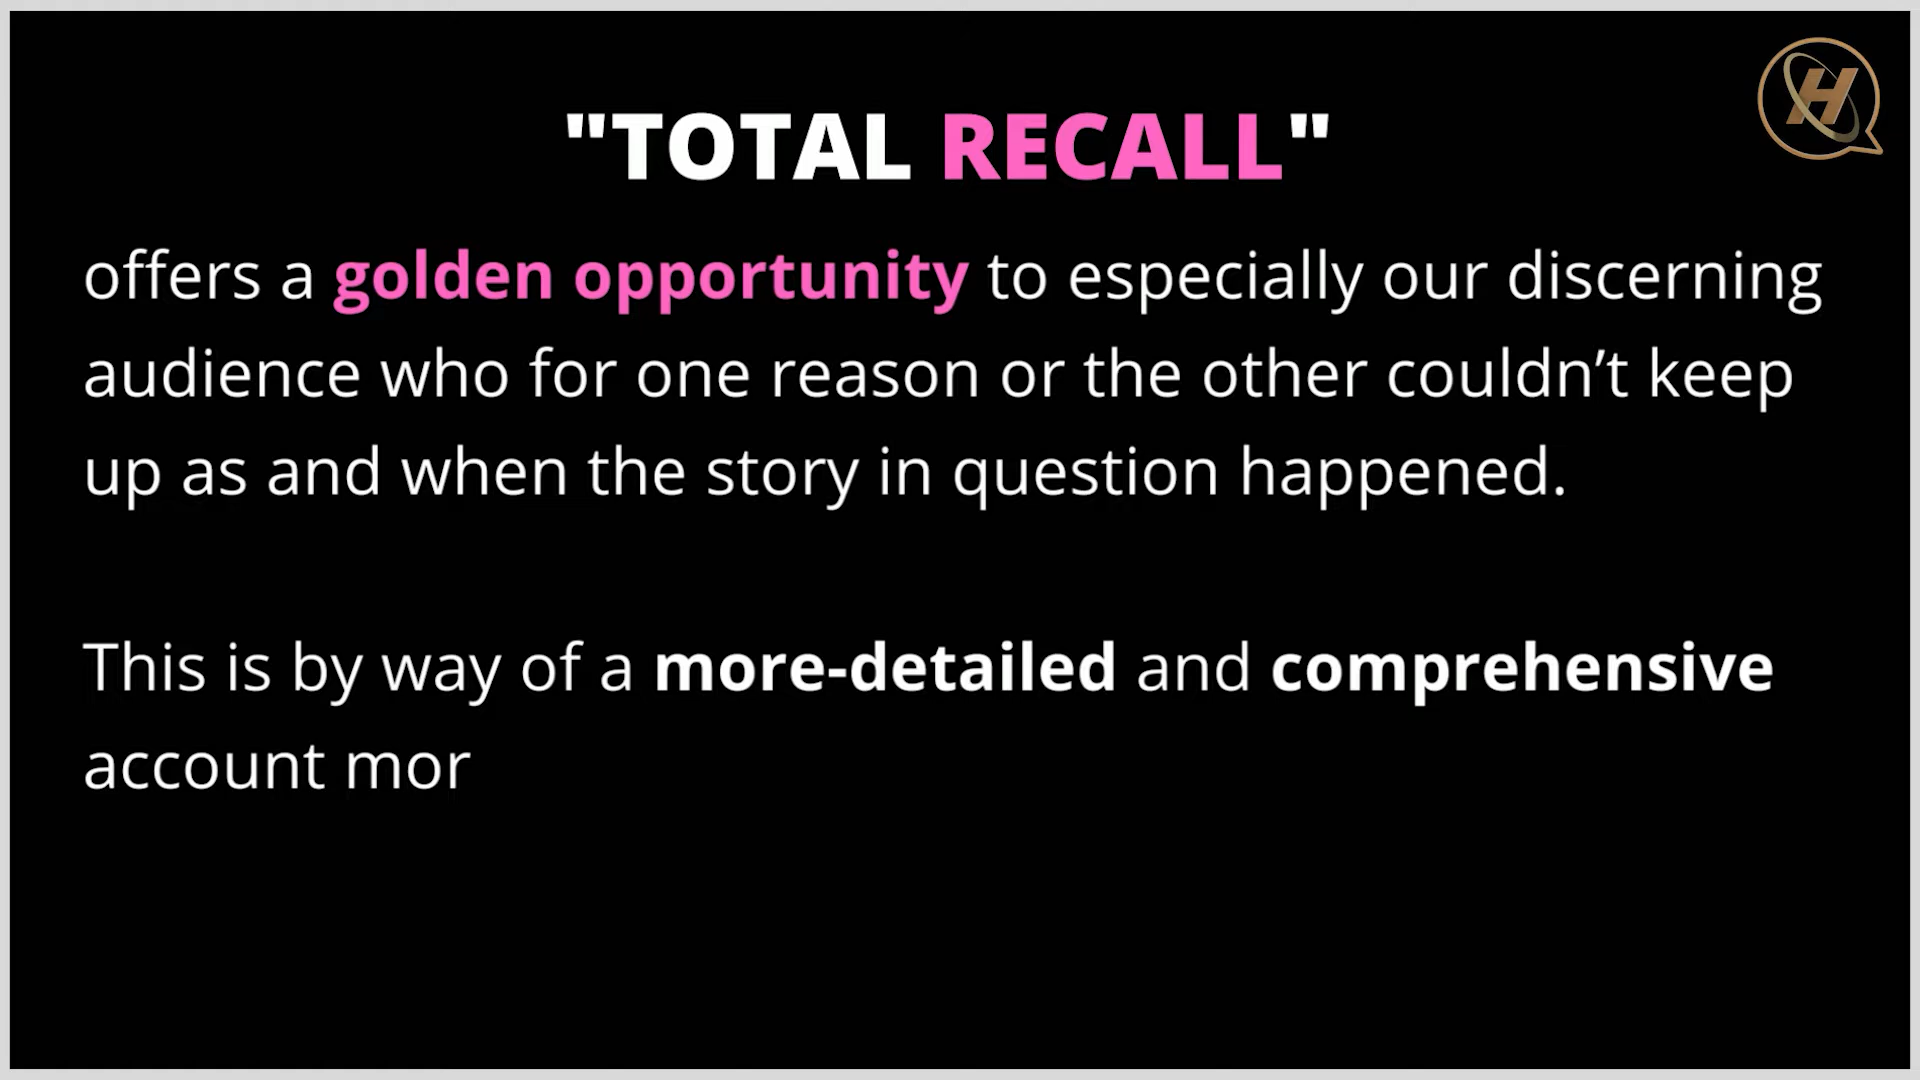 "TOTAL RECALL"
H
offers a golden opportunity to especially our discerning
audience who for one reason or the other couldn’t keep
up as and when the story in question happened.
This is by way of a more-detailed and comprehensive
account mor